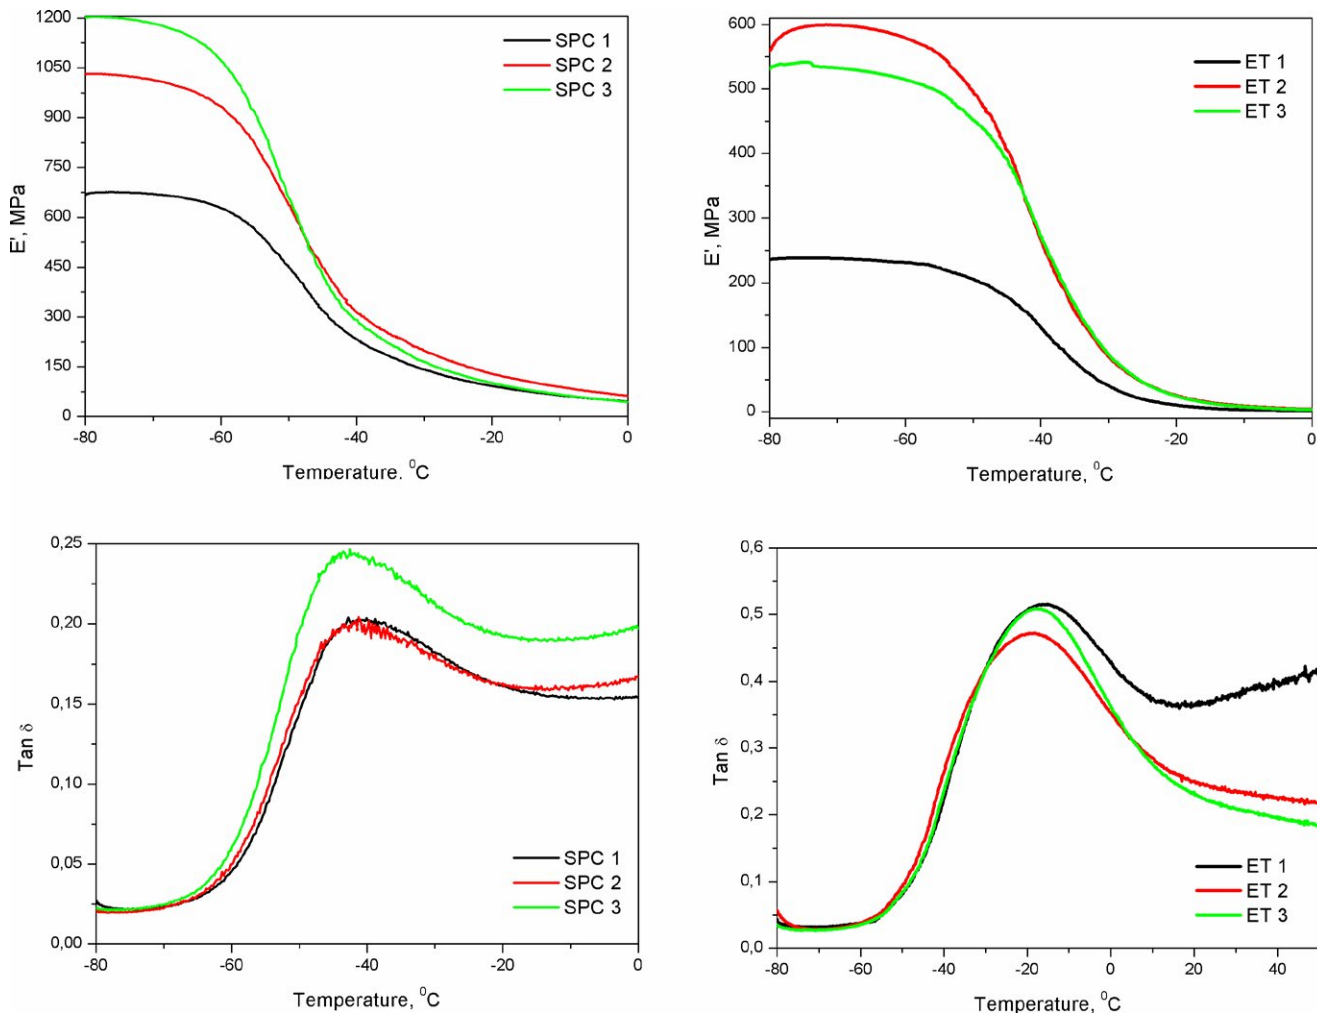 1200
1050
900
750
600
450
300
150
0
E', MPa
SPC 1
SPC 2
SPC 3
-80
-60
-40
-20
0
Temperature, ⁰C
600
500
400
300
200
100
0
E', MPa
ET 1
ET 2
ET 3
-80
-60
-40
-20
0
Temperature, ⁰C
0,25
0,20
0,15
0,10
0,05
0,00
Tan δ
SPC 1
SPC 2
SPC 3
-80
-60
-40
-20
0
Temperature, ⁰C
0,6
0,5
0,4
0,3
0,2
0,1
0,0
Tan δ
ET 1
ET 2
ET 3
-80
-60
-40
-20
0
20
40
Temperature, ⁰C